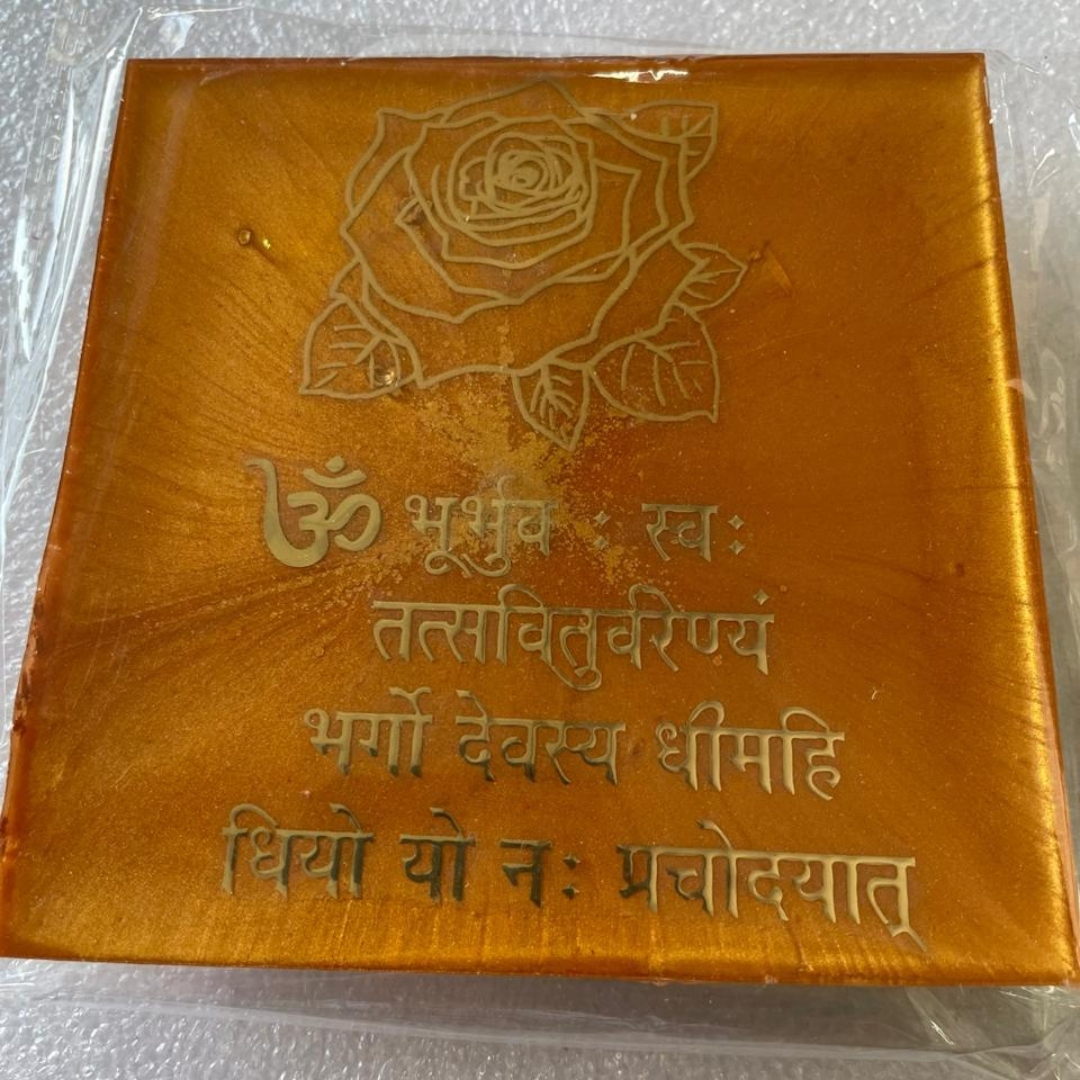 ॐ भूर्भुव : स्वः
तत्सवितुर्वरेण्यं
भर्गो देवस्य धीमहि
धियो यो नः प्रचोदयात्